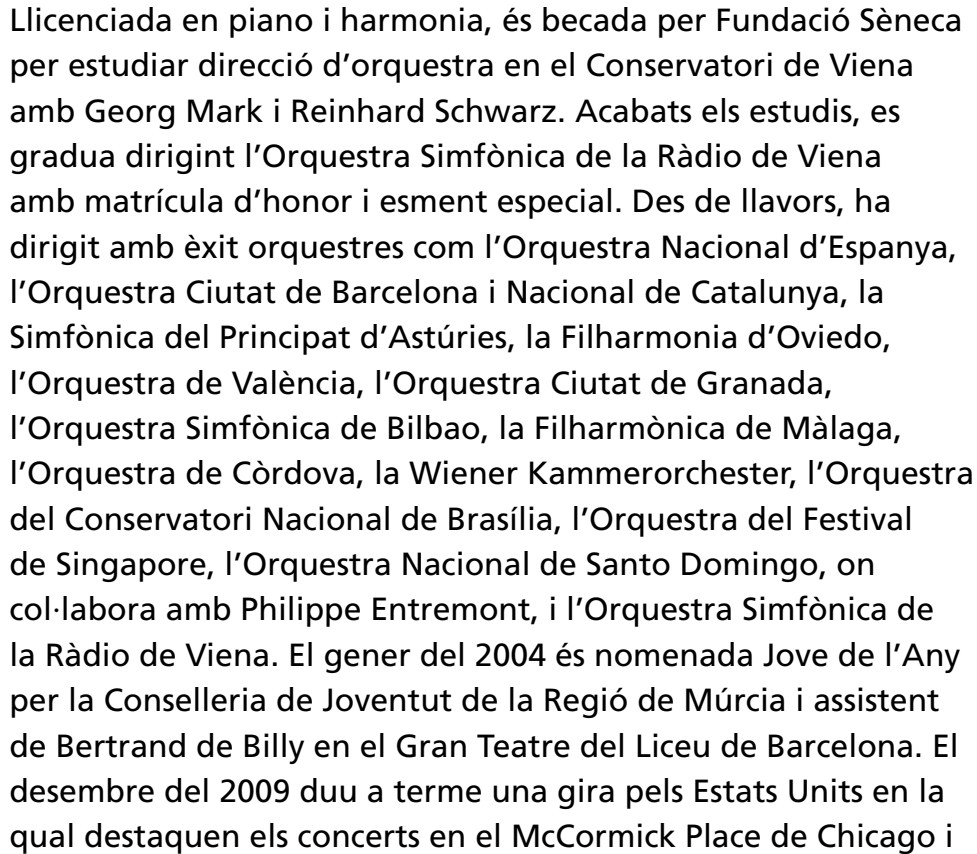 Llicenciada en piano i harmonia, és becada per Fundació Sèneca
per estudiar direcció d’orquestra en el Conservatori de Viena
amb Georg Mark i Reinhard Schwarz. Acabats els estudis, es
gradua dirigint l’Orquestra Simfònica de la Ràdio de Viena
amb matrícula d’honor i esment especial. Des de llavors, ha
dirigit amb èxit orquestres com l’Orquestra Nacional d’Espanya,
l’Orquestra Ciutat de Barcelona i Nacional de Catalunya, la
Simfònica del Principat d’Astúries, la Filharmonia d’Oviedo,
l’Orquestra de València, l’Orquestra Ciutat de Granada,
l’Orquestra Simfònica de Bilbao, la Filharmònica de Màlaga,
l’Orquestra de Còrdova, la Wiener Kammerorchester, l’Orquestra
del Conservatori Nacional de Brasília, l’Orquestra del Festival
de Singapore, l’Orquestra Nacional de Santo Domingo, on
col·labora amb Philippe Entremont, i l’Orquestra Simfònica de
la Ràdio de Viena. El gener del 2004 és nomenada Jove de l’Any
per la Conselleria de Joventut de la Regió de Múrcia i assistent
de Bertrand de Billy en el Gran Teatre del Liceu de Barcelona. El
desembre del 2009 duu a terme una gira pels Estats Units en la
qual destaquen els concerts en el McCormick Place de Chicago i